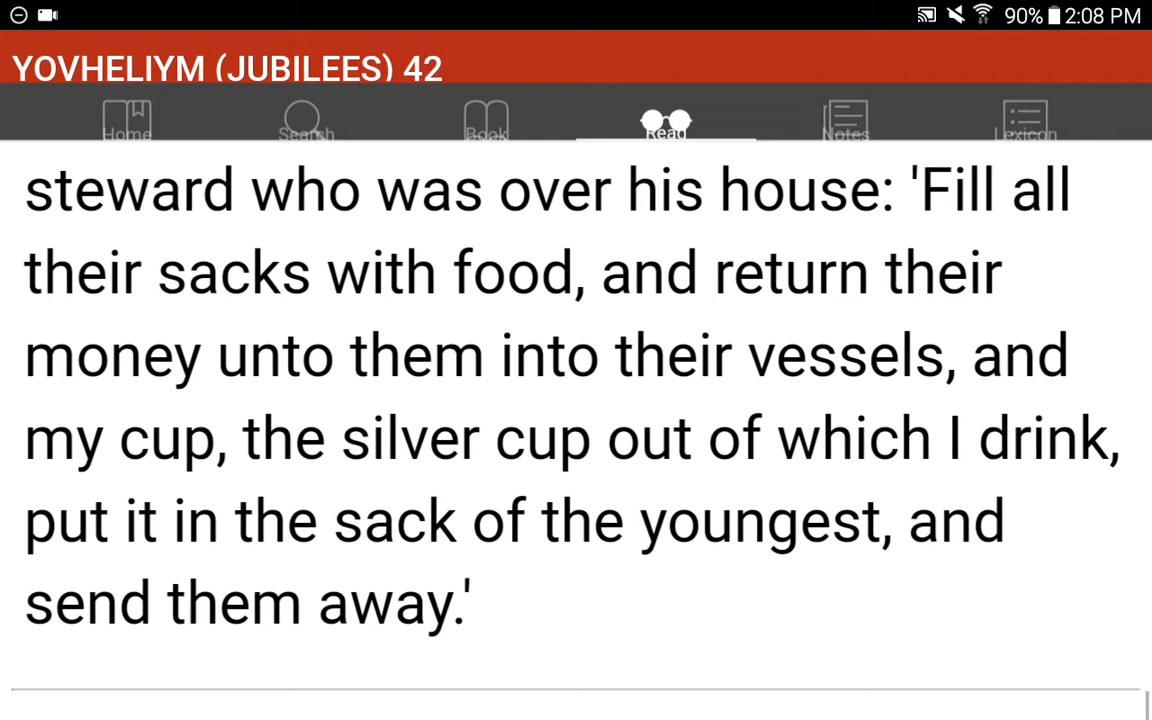 90% 2:08 PM
YOVHELIYM (JUBILEES) 42
Home Search Book Read Notes Lexicon
steward who was over his house: 'Fill all
their sacks with food, and return their
money unto them into their vessels, and
my cup, the silver cup out of which I drink,
put it in the sack of the youngest, and
send them away.'